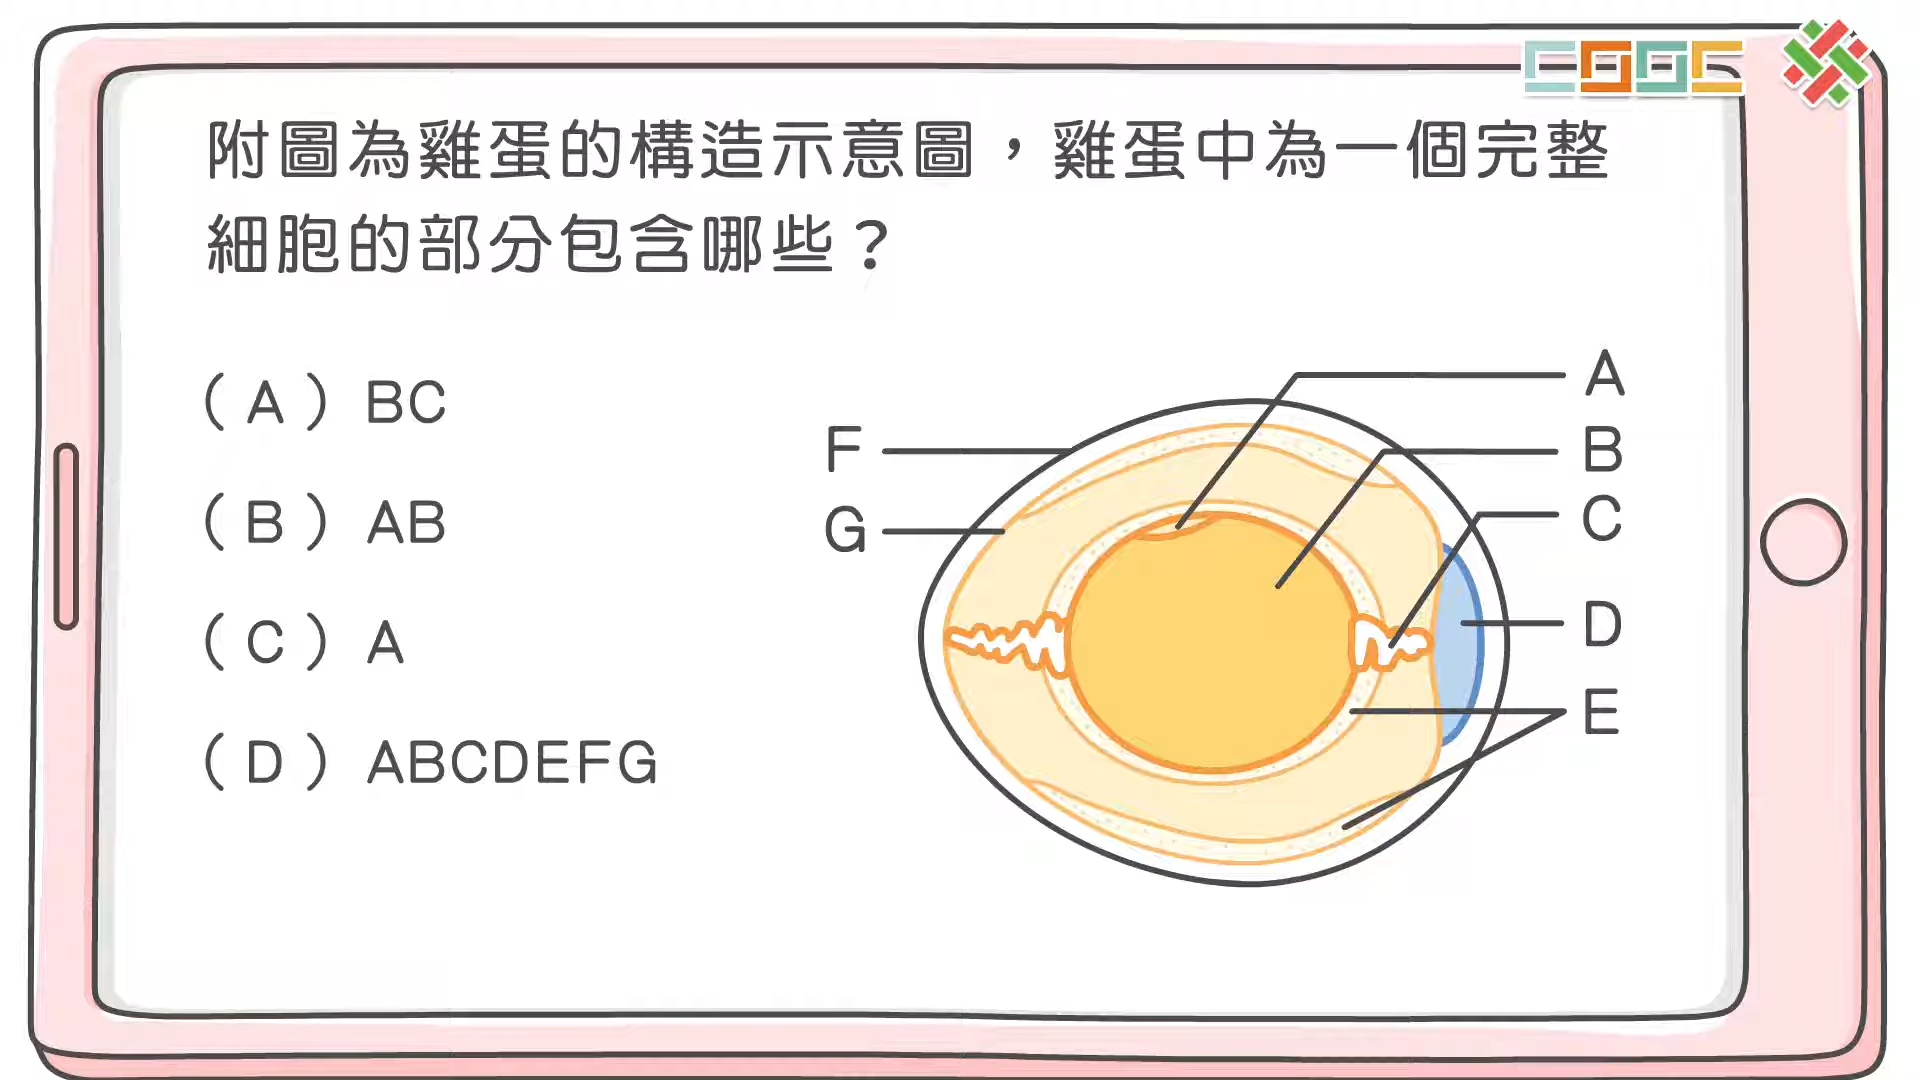 附圖為雞蛋的構造示意圖，雞蛋中為一個完整
細胞的部分包含哪些？
（A）BC
（B）AB
（C）A
（D）ABCDEFG
A
B
C
D
E
F
G